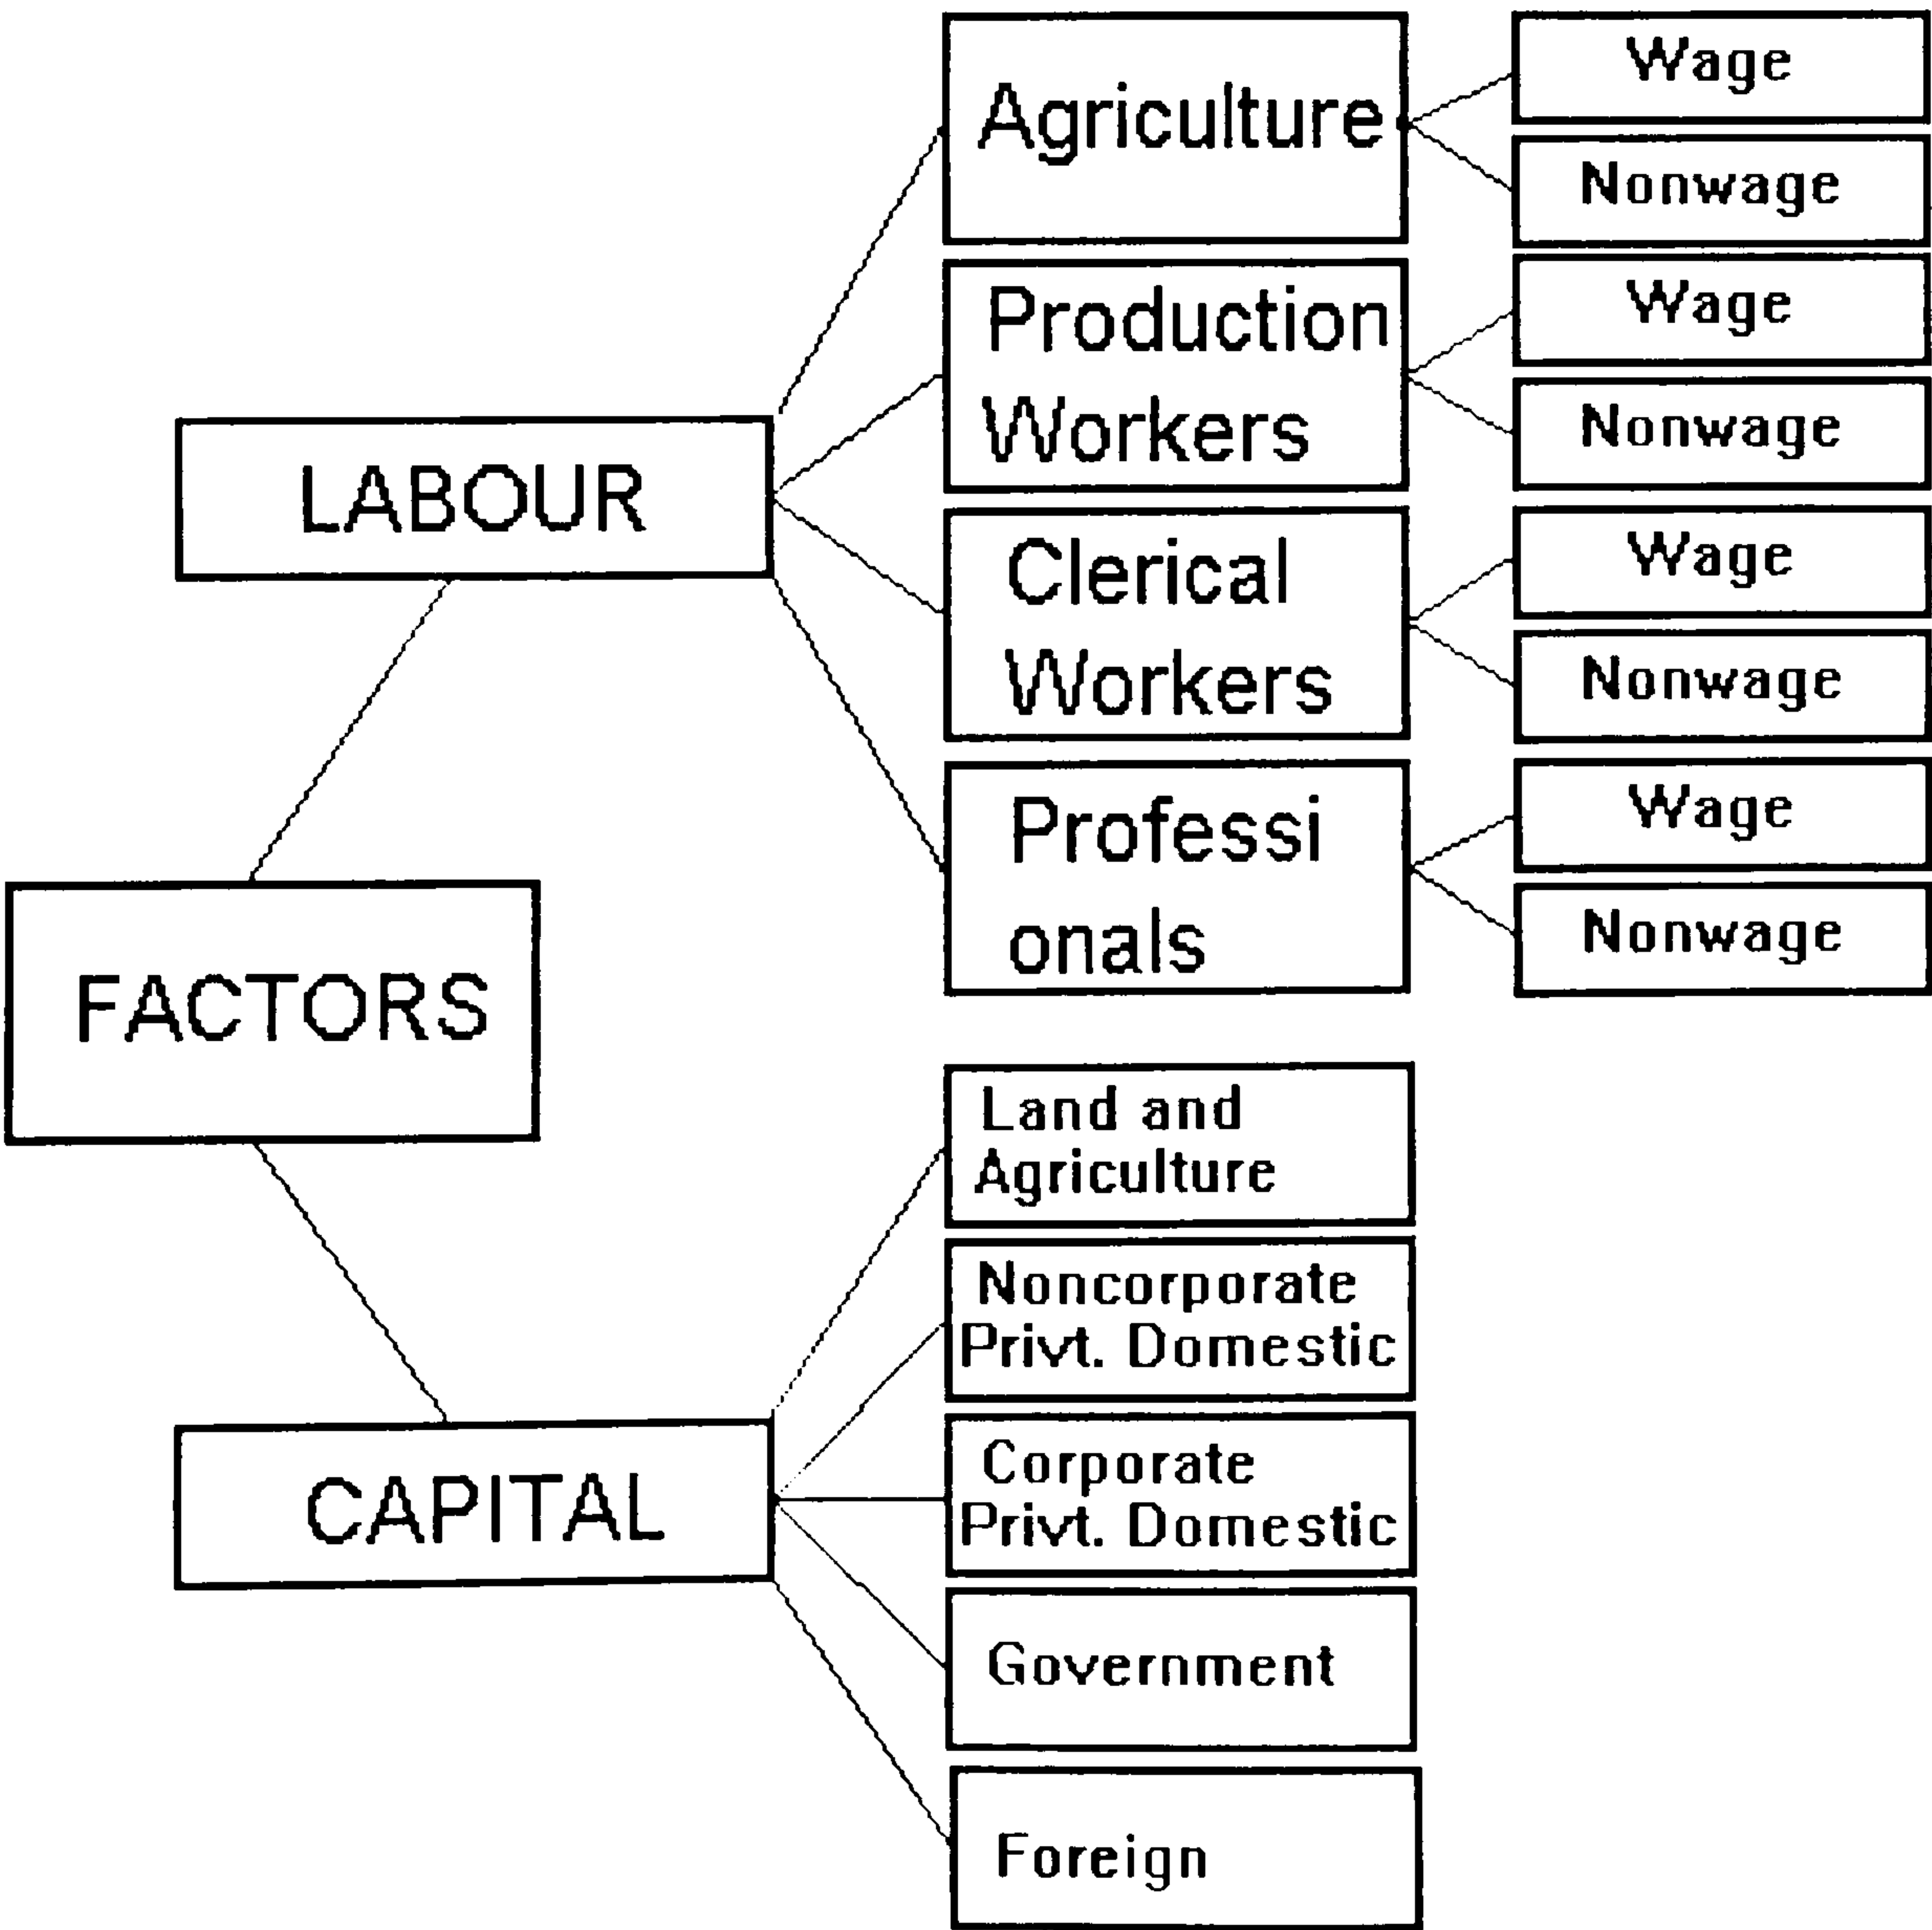 Agriculture
Wage
Nonwage
Production
Workers
Wage
Nonwage
LABOUR
Clerical
Workers
Wage
Nonwage
Professi
onals
Wage
Nonwage
FACTORS
Land and
Agriculture
Noncorporate
Privt. Domestic
CAPITAL
Corporate
Privt. Domestic
Government
Foreign